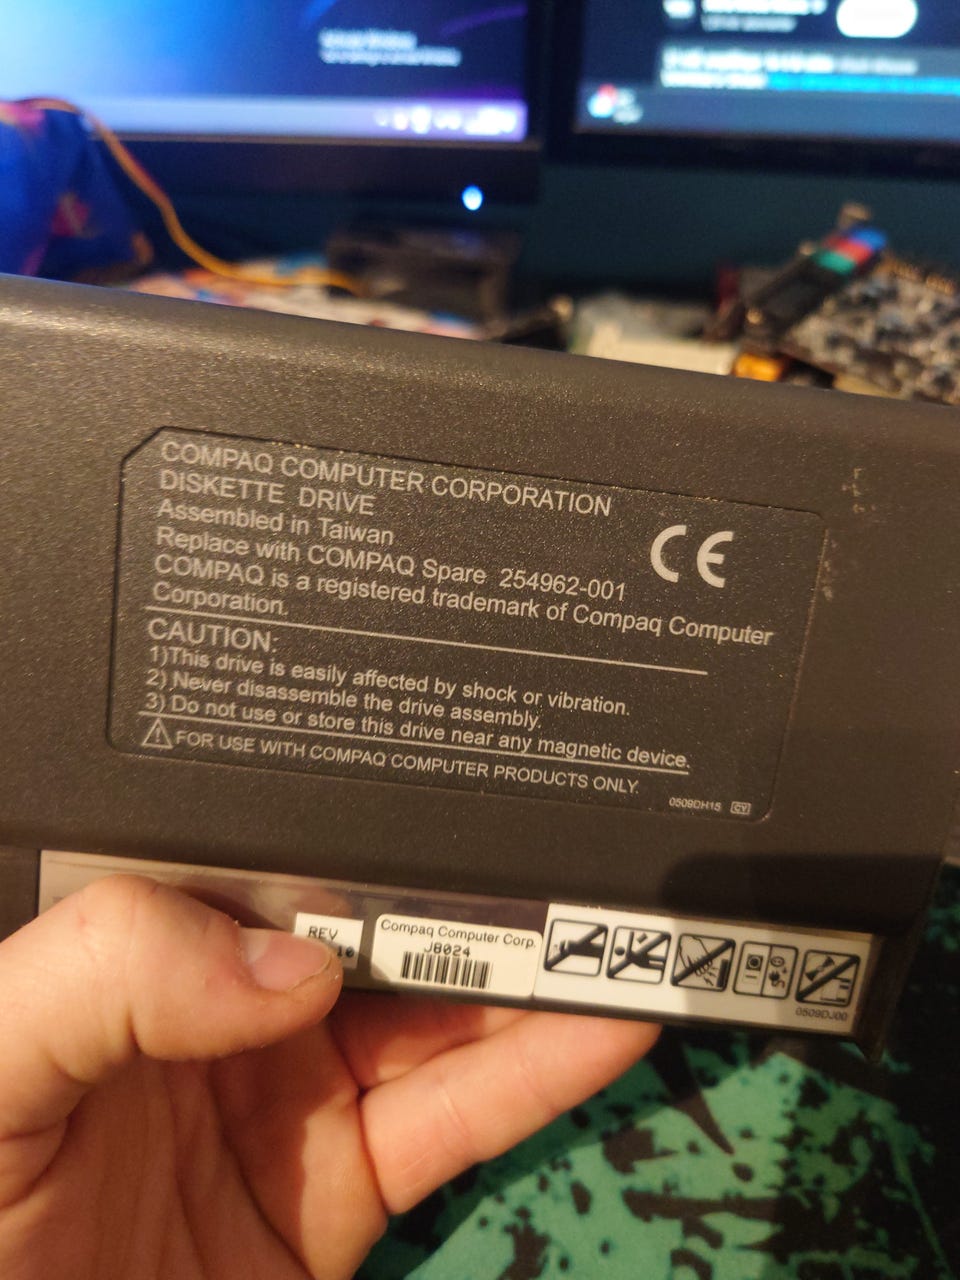 COMPAQ COMPUTER CORPORATION
DISKETTE DRIVE
Assembled in Taiwan
Replace with COMPAQ Spare 254962-001
COMPAQ is a registered trademark of Compaq Computer
Corporation.
CE
CAUTION:
1)This drive is easily affected by shock or vibration.
2) Never disassemble the drive assembly.
3) Do not use or store this drive near any magnetic device.
FOR USE WITH COMPAQ COMPUTER PRODUCTS ONLY.
0509DH15 CY
REV
Compaq Computer Corp.
JB024
0509DJ00